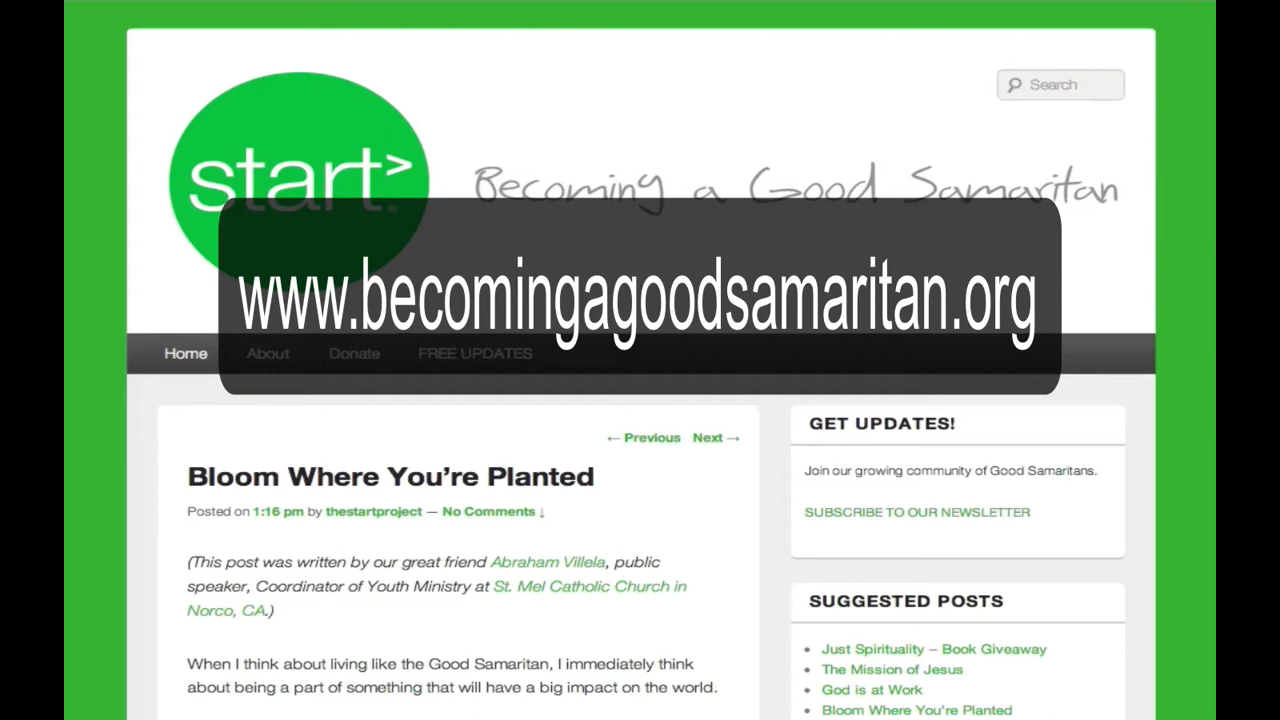 Search
start>
Becoming a Good Samaritan
www.becomingagoodsamaritan.org
Home About Donate FREE UPDATES
← Previous Next →
Bloom Where You're Planted
Posted on 1:16 pm by thestartproject — No Comments ↓
(This post was written by our great friend Abraham Villela, public
speaker, Coordinator of Youth Ministry at St. Mel Catholic Church in
Norco, CA.)
When I think about living like the Good Samaritan, I immediately think
about being a part of something that will have a big impact on the world.
GET UPDATES!
Join our growing community of Good Samaritans.
SUBSCRIBE TO OUR NEWSLETTER
SUGGESTED POSTS
• Just Spirituality – Book Giveaway
• The Mission of Jesus
• God is at Work
• Bloom Where You're Planted